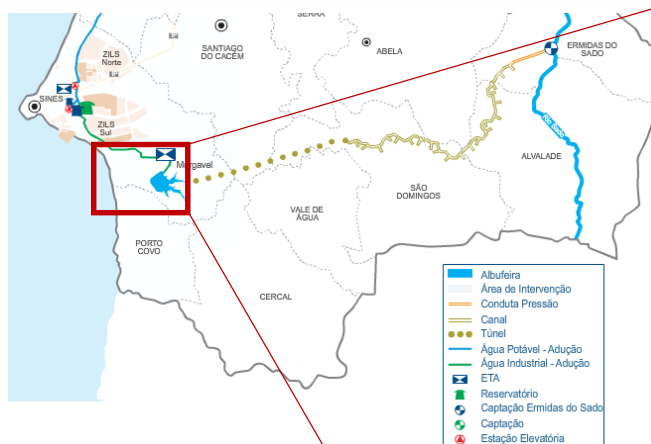 SERRA
SANTIAGO
DO CACÉM
ABELA
ERMIDAS DO
SADO
ZILS
Norte
SINES
ZILS
Sul
Morgavel
Rio Sado
ALVALADE
SÃO
DOMINGOS
VALE DE
ÁGUA
PORTO
COVO
CERCAL
Albufeira
Área de Intervenção
Conduta Pressão
Canal
Túnel
Água Potável - Adução
Água Industrial - Adução
ETA
Reservatório
Captação Ermidas do Sado
Captação
Estação Elevatória